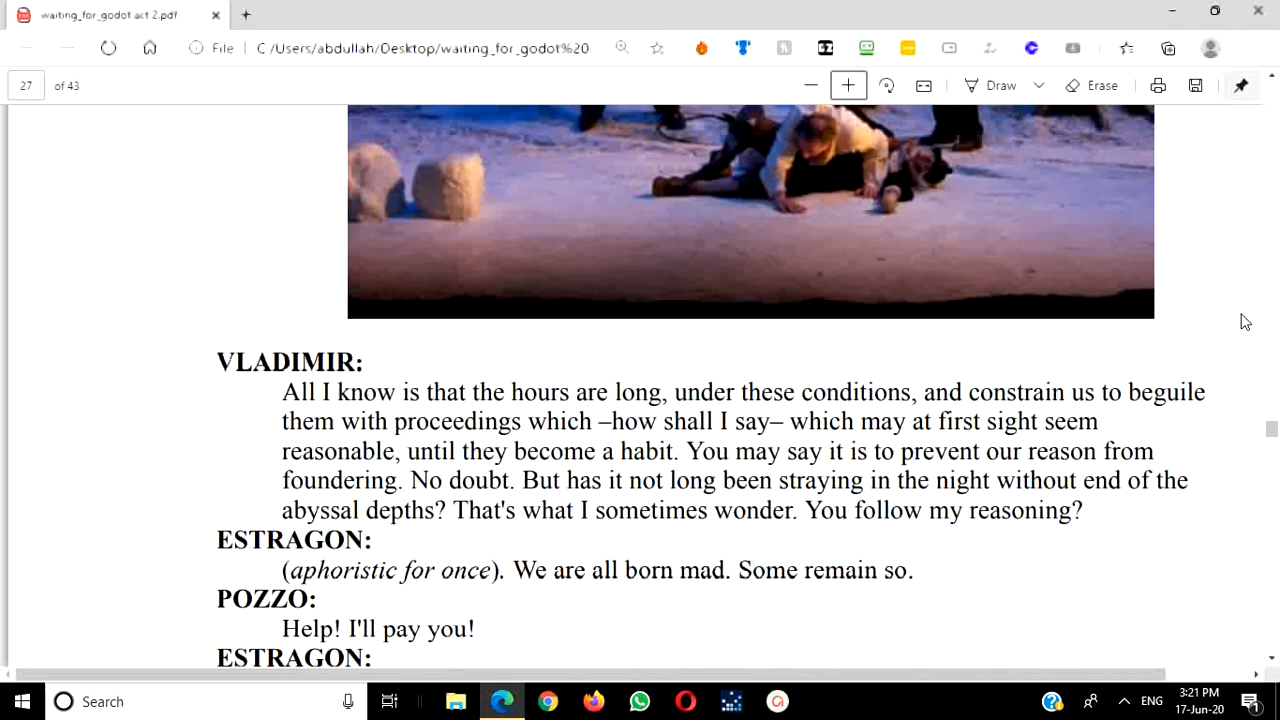 waiting_for_godot act 2.pdf
File C:/Users/abdullah/Desktop/waiting_for_godot%20
27 of 43 Draw Erase
VLADIMIR:
All I know is that the hours are long, under these conditions, and constrain us to beguile
them with proceedings which –how shall I say– which may at first sight seem
reasonable, until they become a habit. You may say it is to prevent our reason from
foundering. No doubt. But has it not long been straying in the night without end of the
abyssal depths? That's what I sometimes wonder. You follow my reasoning?
ESTRAGON:
(aphoristic for once). We are all born mad. Some remain so.
POZZO:
Help! I'll pay you!
ESTRAGON:
Search
ENG
3:21 PM
17-Jun-20
1